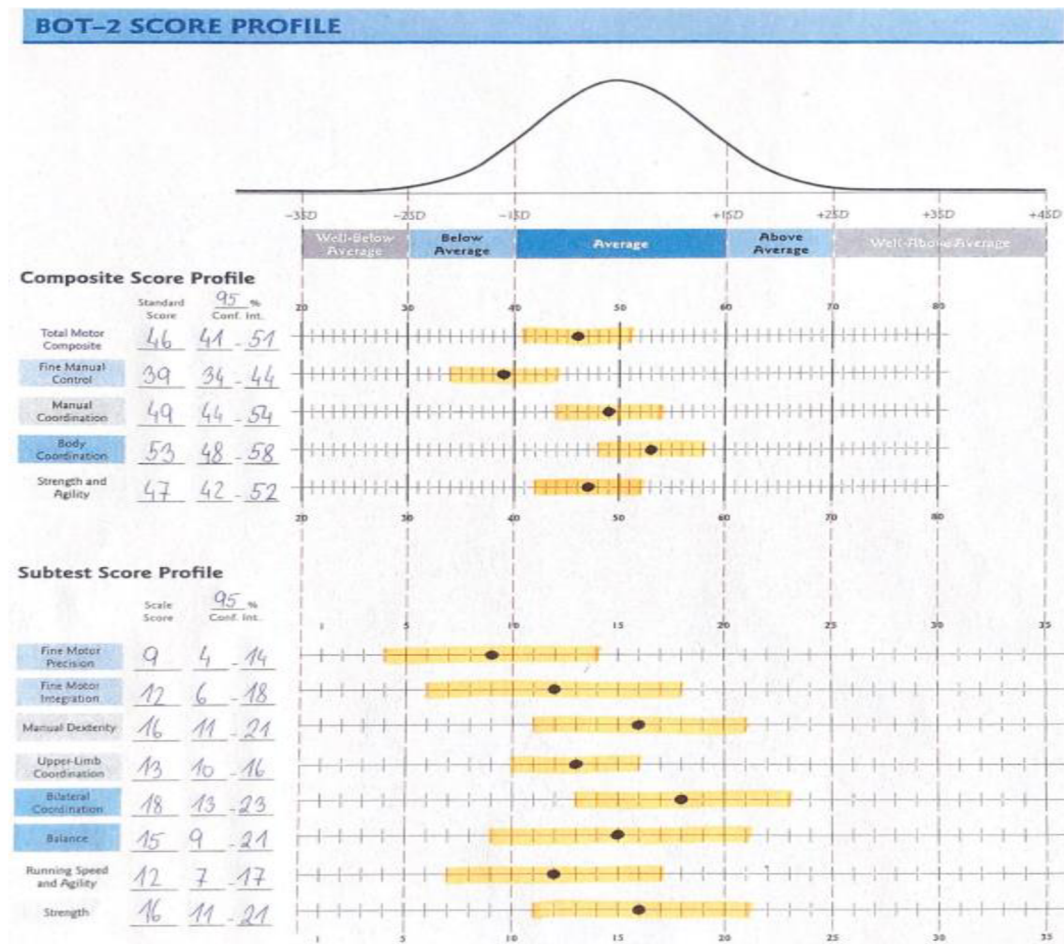 BOT–2 SCORE PROFILE
–3SD –2SD –1SD +1SD +2SD +3SD +4SD
Well-Below Average Below Average Average Above Average Well-Above Average
Composite Score Profile
Standard Score 95 % Conf. Int.
20 30 40 50 60 70 80
Total Motor Composite 46 41 - 51
Fine Manual Control 39 34 - 44
Manual Coordination 49 44 - 54
Body Coordination 53 48 - 58
Strength and Agility 47 42 - 52
20 30 40 50 60 70 80
Subtest Score Profile
Scale Score 95 % Conf. Int.
1 5 10 15 20 25 30 35
Fine Motor Precision 9 4 - 14
Fine Motor Integration 12 6 - 18
Manual Dexterity 16 11 - 21
Upper-Limb Coordination 13 10 - 16
Bilateral Coordination 18 13 - 23
Balance 15 9 - 21
Running Speed and Agility 12 7 - 17
Strength 16 11 - 21
1 5 10 15 20 25 30 35